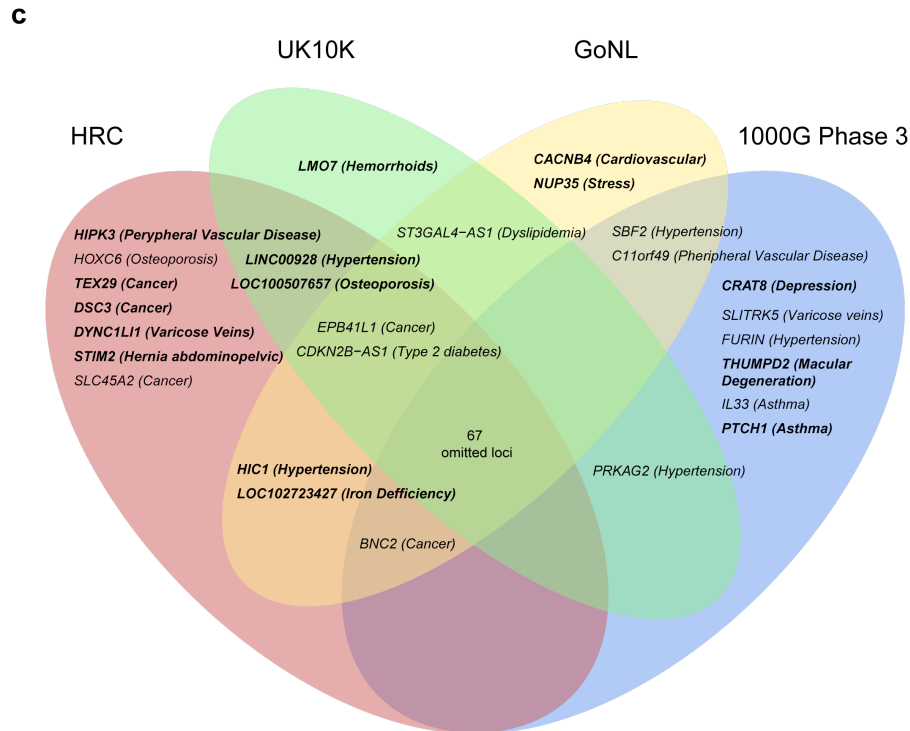 c
UK10K
GoNL
HRC
1000G Phase 3
LMO7 (Hemorrhoids)
CACNB4 (Cardiovascular)
NUP35 (Stress)
HIPK3 (Perypheral Vascular Disease)
HOXC6 (Osteoporosis)
TEX29 (Cancer)
DSC3 (Cancer)
DYNC1LI1 (Varicose Veins)
STIM2 (Hernia abdominopelvic)
SLC45A2 (Cancer)
LINC00928 (Hypertension)
LOC100507657 (Osteoporosis)
ST3GAL4−AS1 (Dyslipidemia)
SBF2 (Hypertension)
C11orf49 (Pheripheral Vascular Disease)
CRAT8 (Depression)
SLITRK5 (Varicose veins)
FURIN (Hypertension)
THUMPD2 (Macular
Degeneration)
IL33 (Asthma)
PTCH1 (Asthma)
EPB41L1 (Cancer)
CDKN2B−AS1 (Type 2 diabetes)
67
omitted loci
HIC1 (Hypertension)
LOC102723427 (Iron Defficiency)
PRKAG2 (Hypertension)
BNC2 (Cancer)